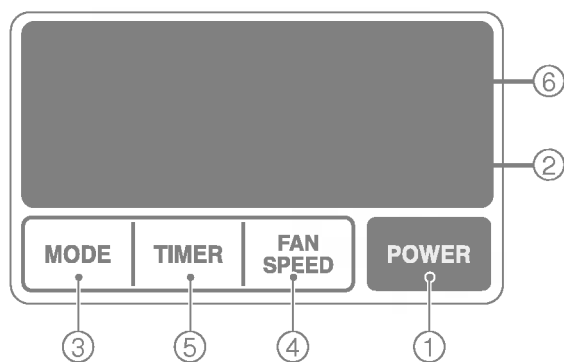 ⑥
②
MODE
TIMER
FAN
SPEED
POWER
③
⑤
④
①